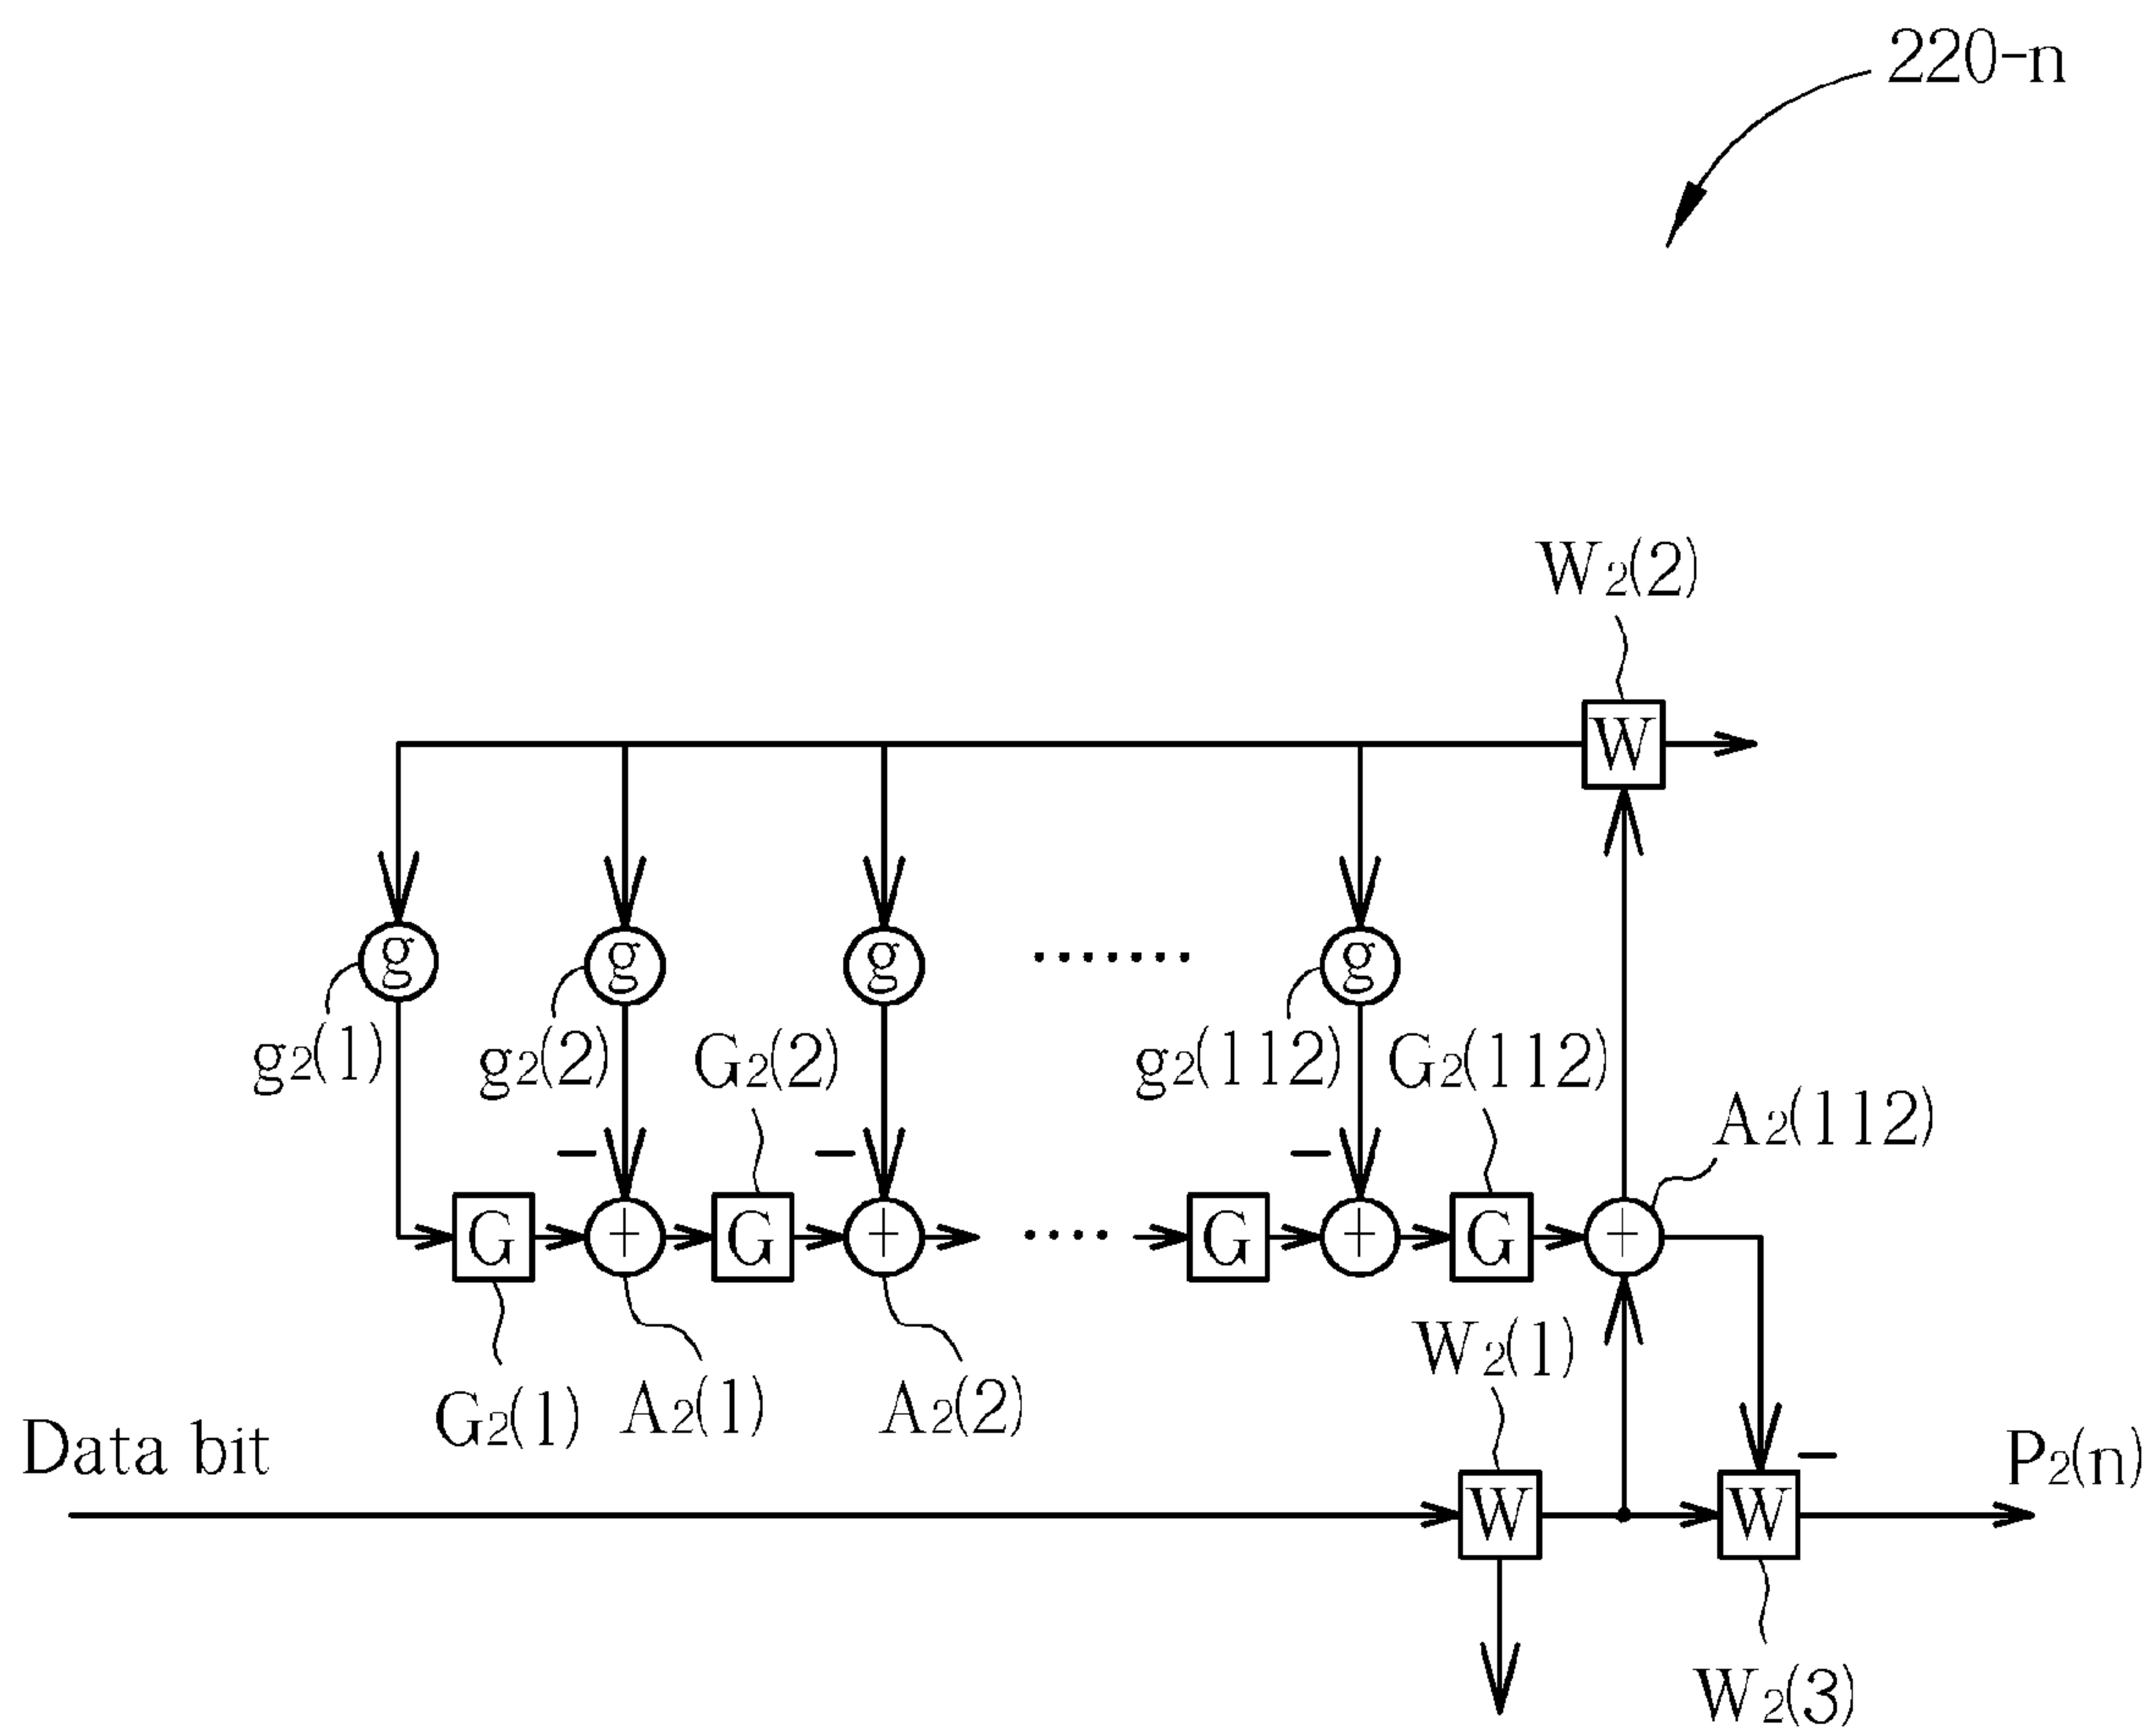 220-n
W2(2)
W
g g g ······· g
g2(1) g2(2) G2(2) g2(112) G2(112)
A2(112)
− − −
G + G + ···· G + G +
W2(1)
G2(1) A2(1) A2(2)
Data bit − P2(n)
W W
W2(3)